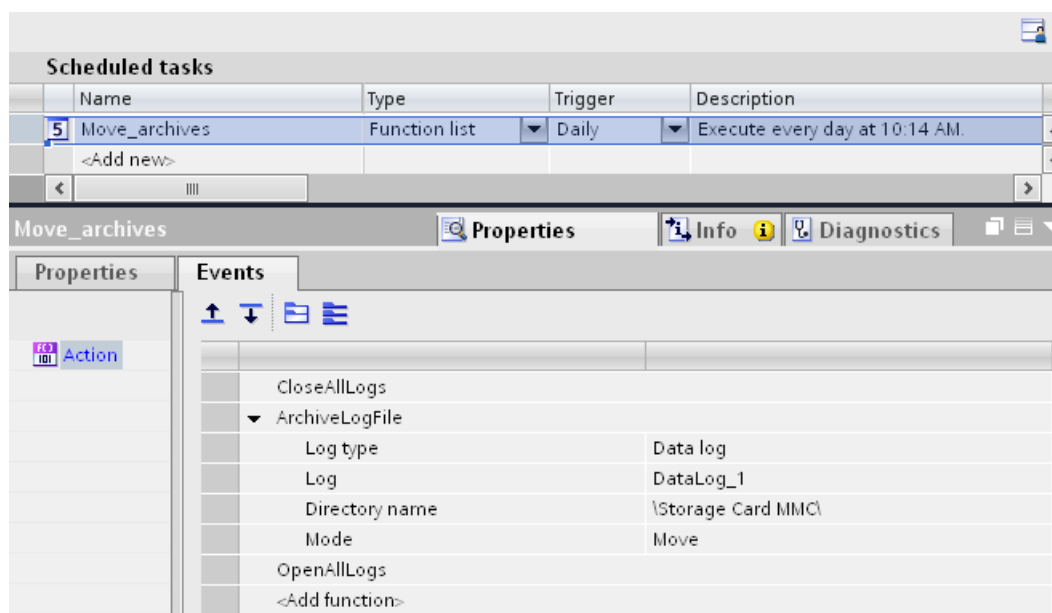 Scheduled tasks
Name Type Trigger Description
5 Move_archives Function list Daily Execute every day at 10:14 AM.
<Add new>
Move_archives Properties Info Diagnostics
Properties Events
Action
CloseAllLogs
ArchiveLogFile
Log type Data log
Log DataLog_1
Directory name \Storage Card MMC\
Mode Move
OpenAllLogs
<Add function>